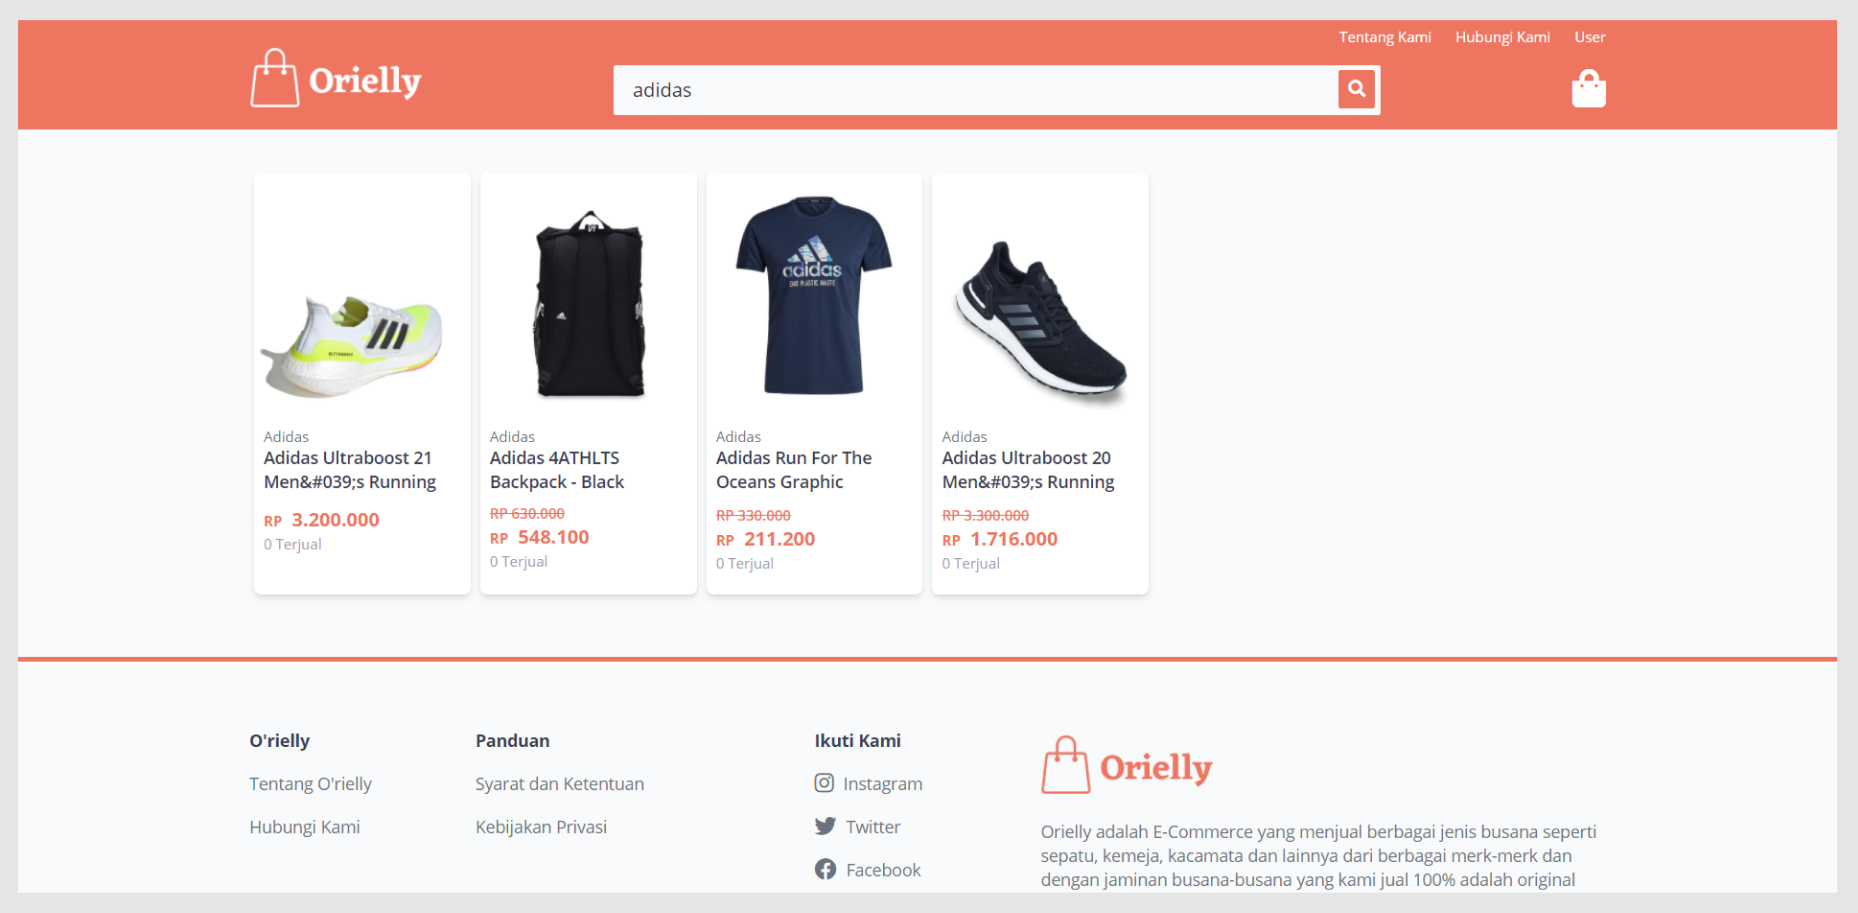 Tentang Kami Hubungi Kami User
Orielly
adidas
adidas
END PLASTIC WASTE
Adidas
Adidas Ultraboost 21
Men&#039;s Running
RP 3.200.000
0 Terjual
Adidas
Adidas 4ATHLTS
Backpack - Black
RP 630.000
RP 548.100
0 Terjual
Adidas
Adidas Run For The
Oceans Graphic
RP 330.000
RP 211.200
0 Terjual
Adidas
Adidas Ultraboost 20
Men&#039;s Running
RP 3.300.000
RP 1.716.000
0 Terjual
O'rielly
Tentang O'rielly
Hubungi Kami
Panduan
Syarat dan Ketentuan
Kebijakan Privasi
Ikuti Kami
Instagram
Twitter
Facebook
Orielly
Orielly adalah E-Commerce yang menjual berbagai jenis busana seperti
sepatu, kemeja, kacamata dan lainnya dari berbagai merk-merk dan
dengan jaminan busana-busana yang kami jual 100% adalah original